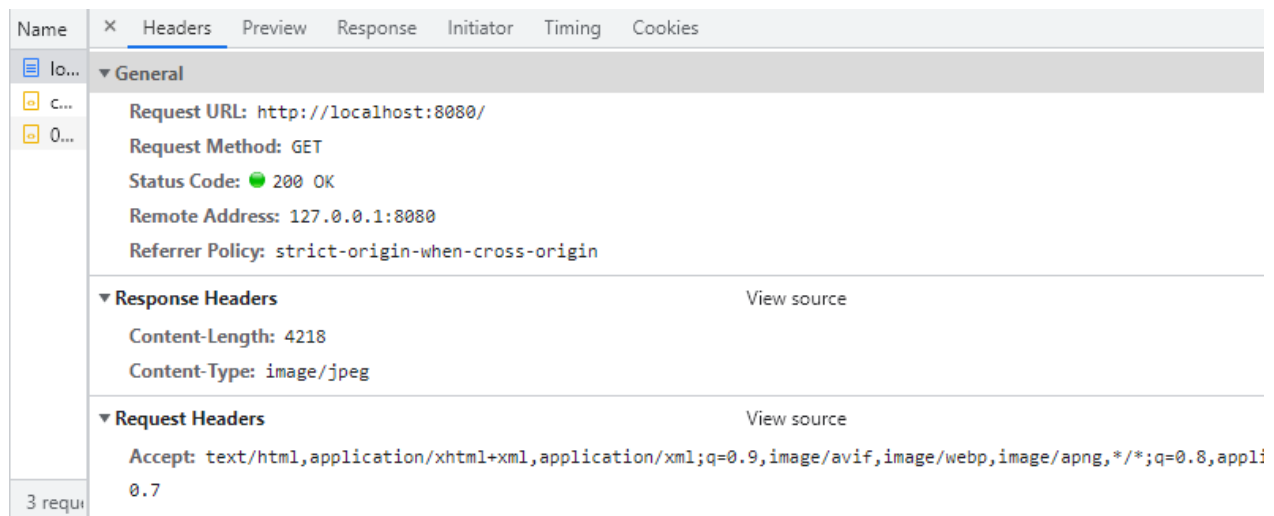 Name × Headers Preview Response Initiator Timing Cookies
lo...
c...
0...
General
Request URL: http://localhost:8080/
Request Method: GET
Status Code: 200 OK
Remote Address: 127.0.0.1:8080
Referrer Policy: strict-origin-when-cross-origin
Response Headers View source
Content-Length: 4218
Content-Type: image/jpeg
Request Headers View source
Accept: text/html,application/xhtml+xml,application/xml;q=0.9,image/avif,image/webp,image/apng,*/*;q=0.8,appli
0.7
3 requ